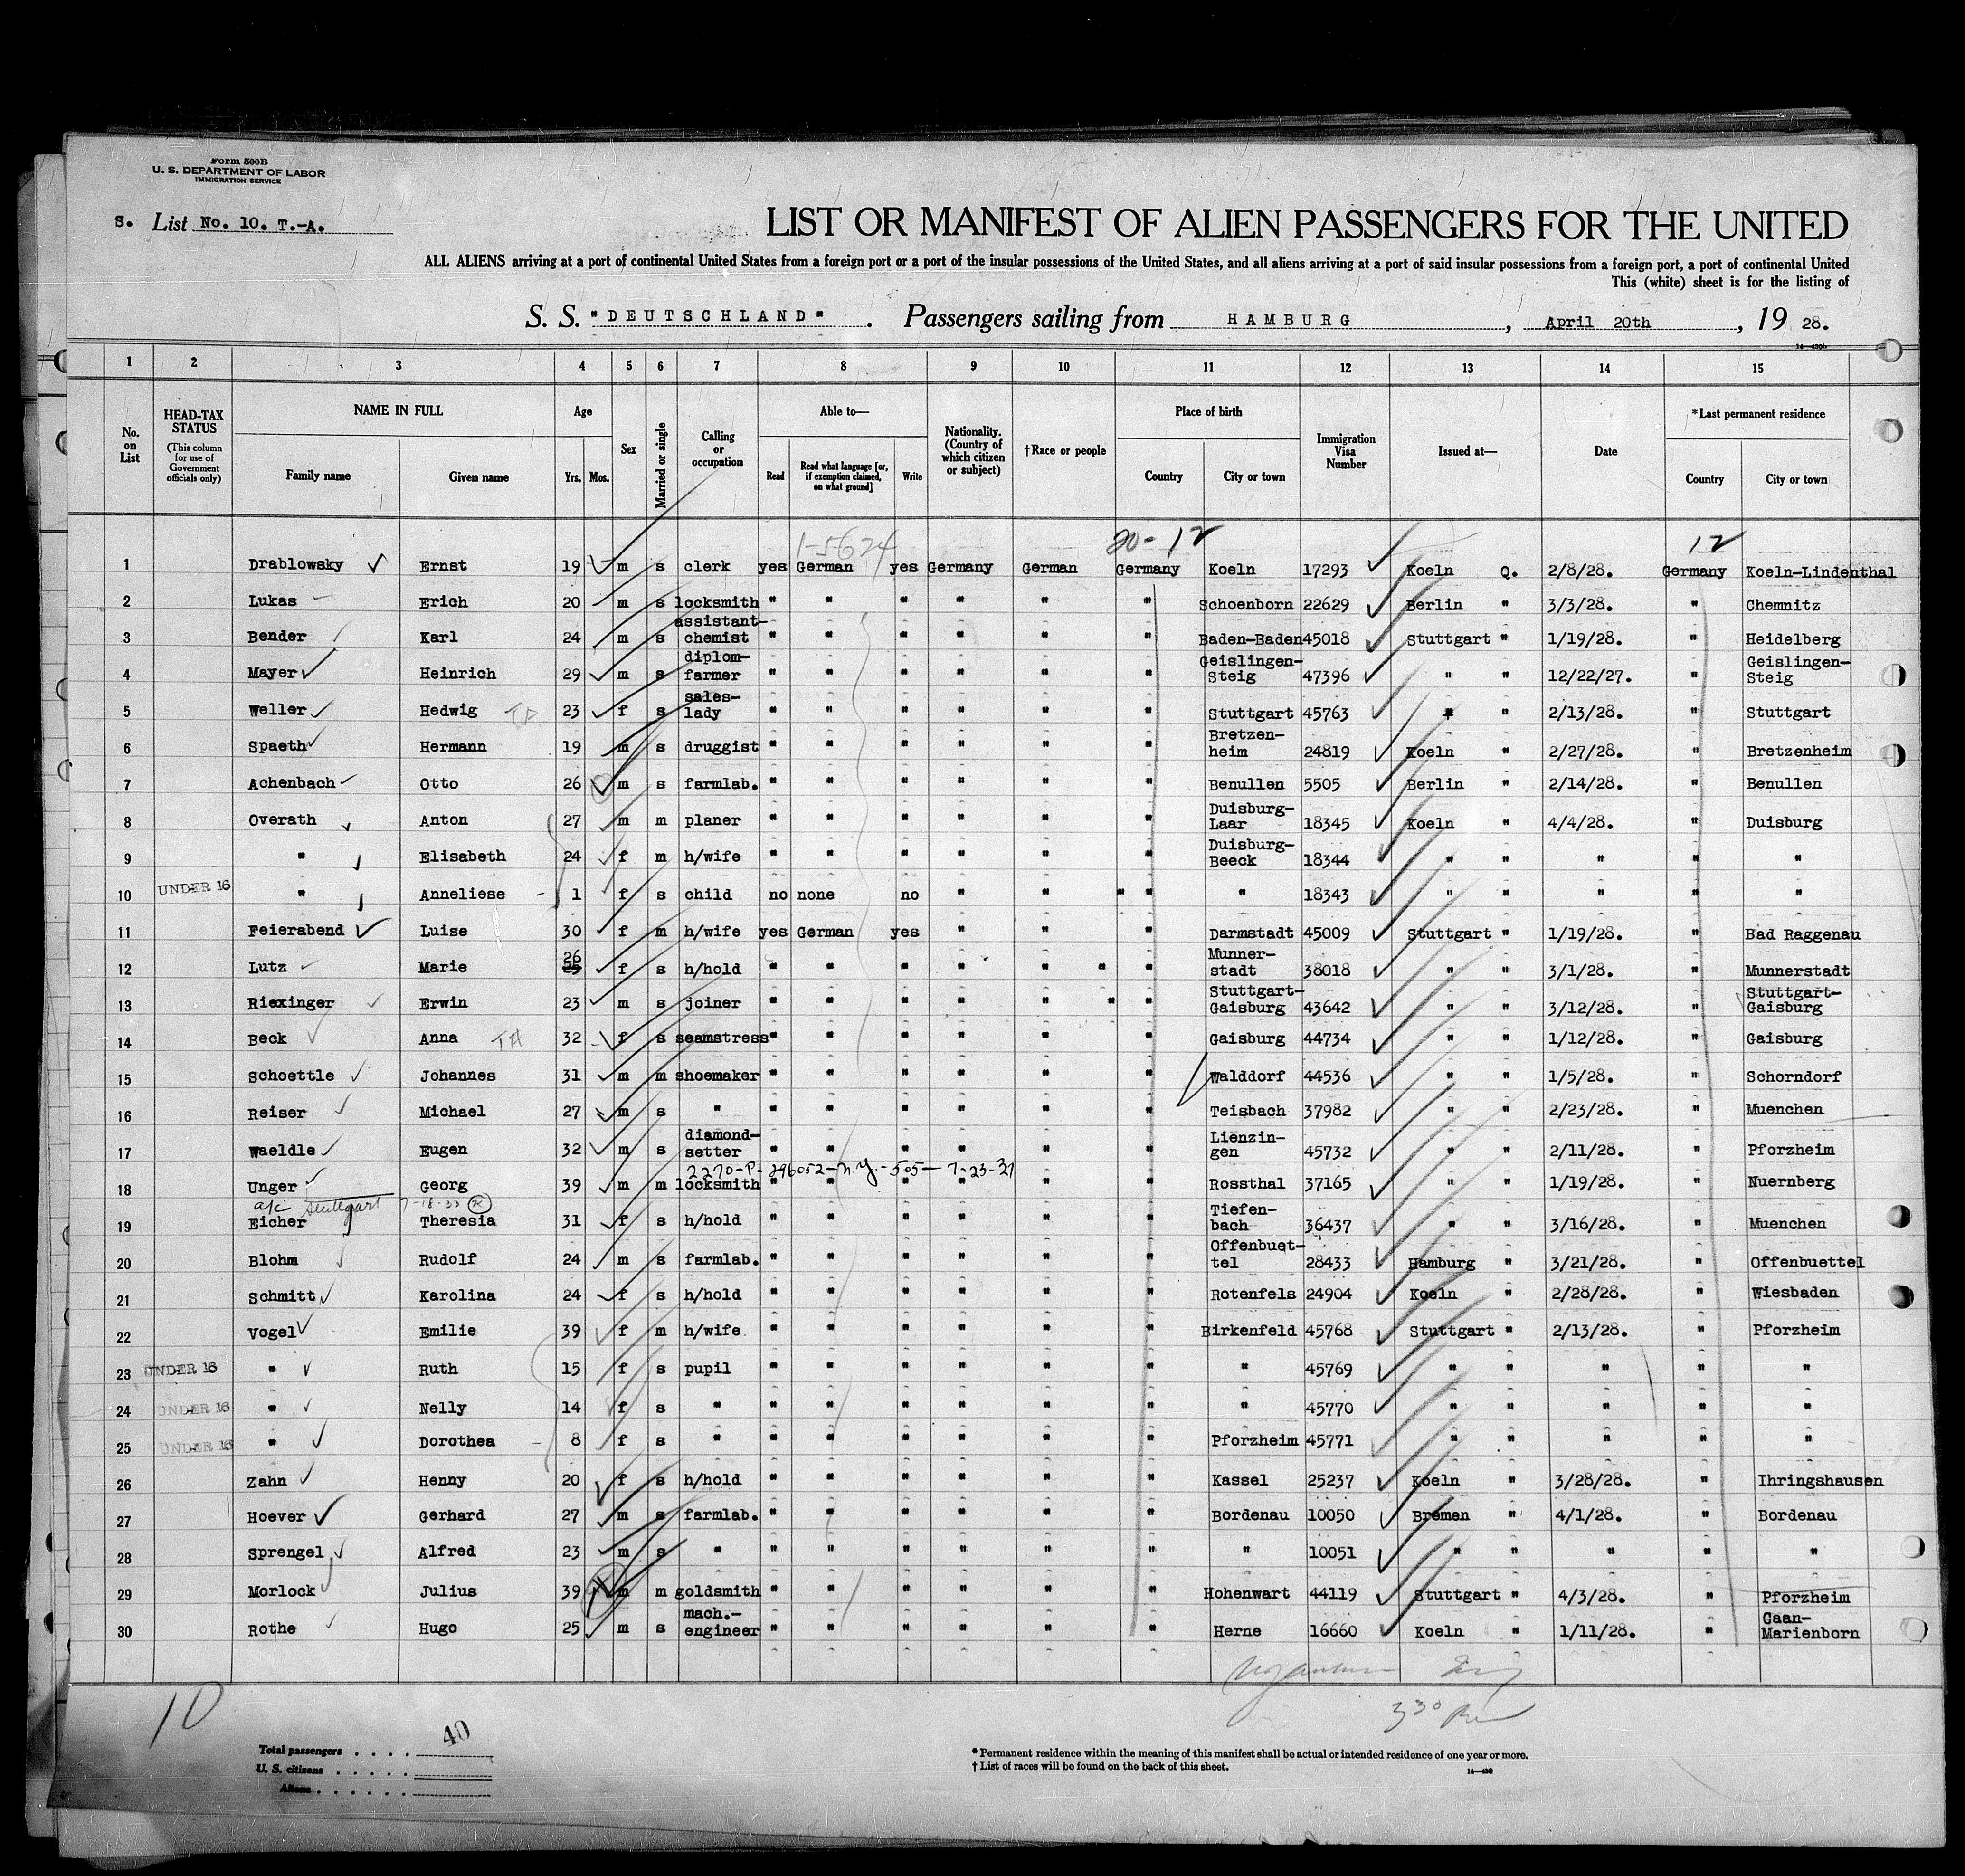 Form 500B
U. S. DEPARTMENT OF LABOR
IMMIGRATION SERVICE
S. List No. 10. T.-A.
LIST OR MANIFEST OF ALIEN PASSENGERS FOR THE UNITED
ALL ALIENS arriving at a port of continental United States from a foreign port or a port of the insular possessions of the United States, and all aliens arriving at a port of said insular possessions from a foreign port, a port of continental United
This (white) sheet is for the listing of
S. S. "DEUTSCHLAND". Passengers sailing from HAMBURG, April 20th, 19 28.
1 2 3 4 5 6 7 8 9 10 11 12 13 14 15
No. on List
HEAD-TAX STATUS (This column for use of Government officials only)
NAME IN FULL
Family name Given name
Age
Yrs. Mos.
Sex
Married or single
Calling or occupation
Able to—
Read Read what language [or, if exemption claimed, on what ground] Write
Nationality. (Country of which citizen or subject)
†Race or people
Place of birth
Country City or town
Immigration Visa Number
Issued at—
Date
*Last permanent residence
Country City or town
1-5624 20-12 12
1 Drablowsky Ernst 19 m s clerk yes German yes Germany German Germany Koeln 17293 Koeln Q. 2/8/28. Germany Koeln-Lindenthal
2 Lukas Erich 20 m s locksmith " " " " " " Schoenborn 22629 Berlin " 3/3/28. " Chemnitz
3 Bender Karl 24 m s assistant-chemist " " " " " " Baden-Baden 45018 Stuttgart " 1/19/28. " Heidelberg
4 Mayer Heinrich 29 m s diplom-farmer " " " " " " Geislingen-Steig 47396 " " 12/22/27. " Geislingen-Steig
5 Weller Hedwig 23 f s sales-lady " " " " " " Stuttgart 45763 " " 2/13/28. " Stuttgart
6 Spaeth Hermann 19 m s druggist " " " " " " Bretzen-heim 24819 Koeln " 2/27/28. " Bretzenheim
7 Achenbach Otto 26 m s farmlab. " " " " " " Benullen 5505 Berlin " 2/14/28. " Benullen
8 Overath Anton 27 m m planer " " " " " " Duisburg-Laar 18345 Koeln " 4/4/28. " Duisburg
9 " Elisabeth 24 f m h/wife " " " " " " Duisburg-Beeck 18344 " " " " "
10 UNDER 16 " Anneliese 1 f s child no none no " " " " " 18343 " " " " "
11 Feierabend Luise 30 f m h/wife yes German yes " " " Darmstadt 45009 Stuttgart " 1/19/28. " Bad Raggenau
12 Lutz Marie 26 f s h/hold " " " " " " " Munner-stadt 38018 " " 3/1/28. " Munnerstadt
13 Riexinger Erwin 23 m s joiner " " " " " " " Stuttgart-Gaisburg 43642 " " 3/12/28. " Stuttgart-Gaisburg
14 Beck Anna 32 f s seamstress " " " " " " Gaisburg 44734 " " 1/12/28. " Gaisburg
15 Schoettle Johannes 31 m m shoemaker " " " " " " Walddorf 44536 " " 1/5/28. " Schorndorf
16 Reiser Michael 27 m s " " " " " " " Teisbach 37982 " " 2/23/28. " Muenchen
17 Waeldle Eugen 32 m s diamond-setter " " " " " " Lienzin-gen 45732 " " 2/11/28. " Pforzheim
2270-P-296052-N.Y.-505-7-23-31
18 Unger Georg 39 m m locksmith " " " " " " Rossthal 37165 " " 1/19/28. " Nuernberg
a/c Stuttgart 7-18-33
19 Eicher Theresia 31 f s h/hold " " " " " " Tiefen-bach 36437 " " 3/16/28. " Muenchen
20 Blohm Rudolf 24 m s farmlab. " " " " " " Offenbuet-tel 28433 Hamburg " 3/21/28. " Offenbuettel
21 Schmitt Karolina 24 f s h/hold " " " " " " Rotenfels 24904 Koeln " 2/28/28. " Wiesbaden
22 Vogel Emilie 39 f m h/wife " " " " " " Birkenfeld 45768 Stuttgart " 2/13/28. " Pforzheim
23 UNDER 16 " Ruth 15 f s pupil " " " " " " " 45769 " " " " "
24 UNDER 16 " Nelly 14 f s " " " " " " " " 45770 " " " " "
25 UNDER 16 " Dorothea 8 f s " " " " " " " Pforzheim 45771 " " " " "
26 Zahn Henny 20 f s h/hold " " " " " " Kassel 25237 Koeln " 3/28/28. " Ihringshausen
27 Hoever Gerhard 27 m s farmlab. " " " " " " Bordenau 10050 Bremen " 4/1/28. " Bordenau
28 Sprengel Alfred 23 m s " " " " " " " " 10051 " " " " "
29 Morlock Julius 39 m m goldsmith " " " " " " Hohenwart 44119 Stuttgart " 4/3/28. " Pforzheim
30 Rothe Hugo 25 m s mach.-engineer " " " " " " Herne 16660 Koeln " 1/11/28. " Caan-Marienborn
10
Total passengers . . . . 40
U. S. citizens . . . . .
Aliens . . . . . .
* Permanent residence within the meaning of this manifest shall be actual or intended residence of one year or more.
† List of races will be found on the back of this sheet.